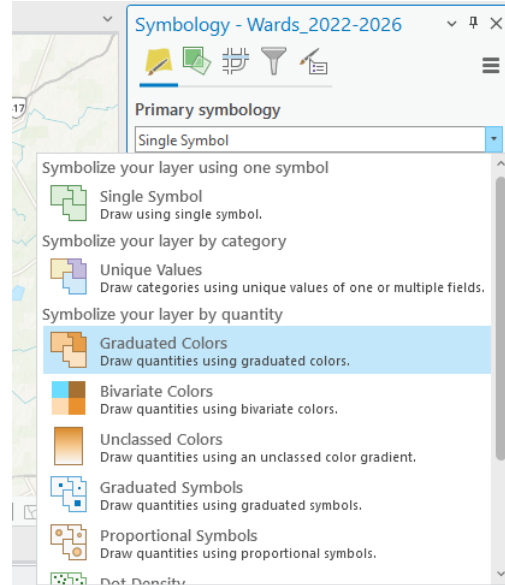 Symbology - Wards_2022-2026
17
Primary symbology
Single Symbol
Symbolize your layer using one symbol
Single Symbol
Draw using single symbol.
Symbolize your layer by category
Unique Values
Draw categories using unique values of one or multiple fields.
Symbolize your layer by quantity
Graduated Colors
Draw quantities using graduated colors.
Bivariate Colors
Draw quantities using bivariate colors.
Unclassed Colors
Draw quantities using an unclassed color gradient.
Graduated Symbols
Draw quantities using graduated symbols.
Proportional Symbols
Draw quantities using proportional symbols.
Dot Density